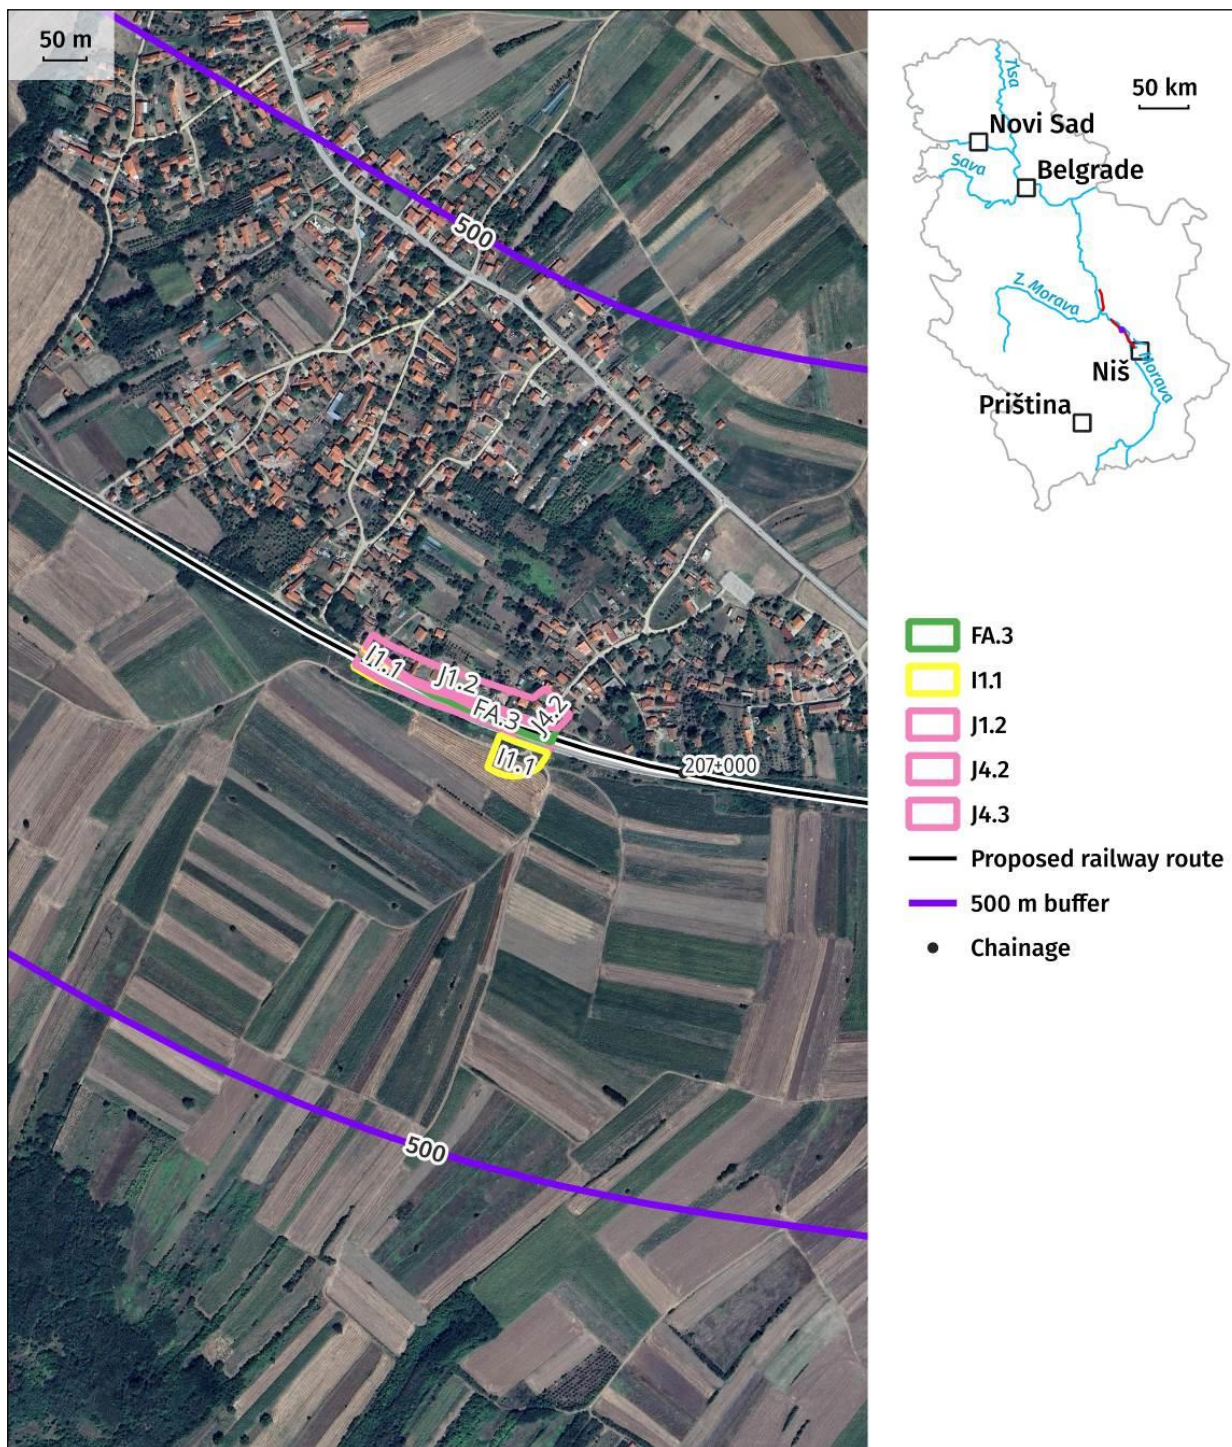 50 m
500
I1.1
J1.2
FA.3
J4.2
I1.1
207+000
500
Tisa
50 km
Novi Sad
Sava
Belgrade
Z. Morava
Niš
J. Morava
Priština
FA.3
I1.1
J1.2
J4.2
J4.3
Proposed railway route
500 m buffer
Chainage